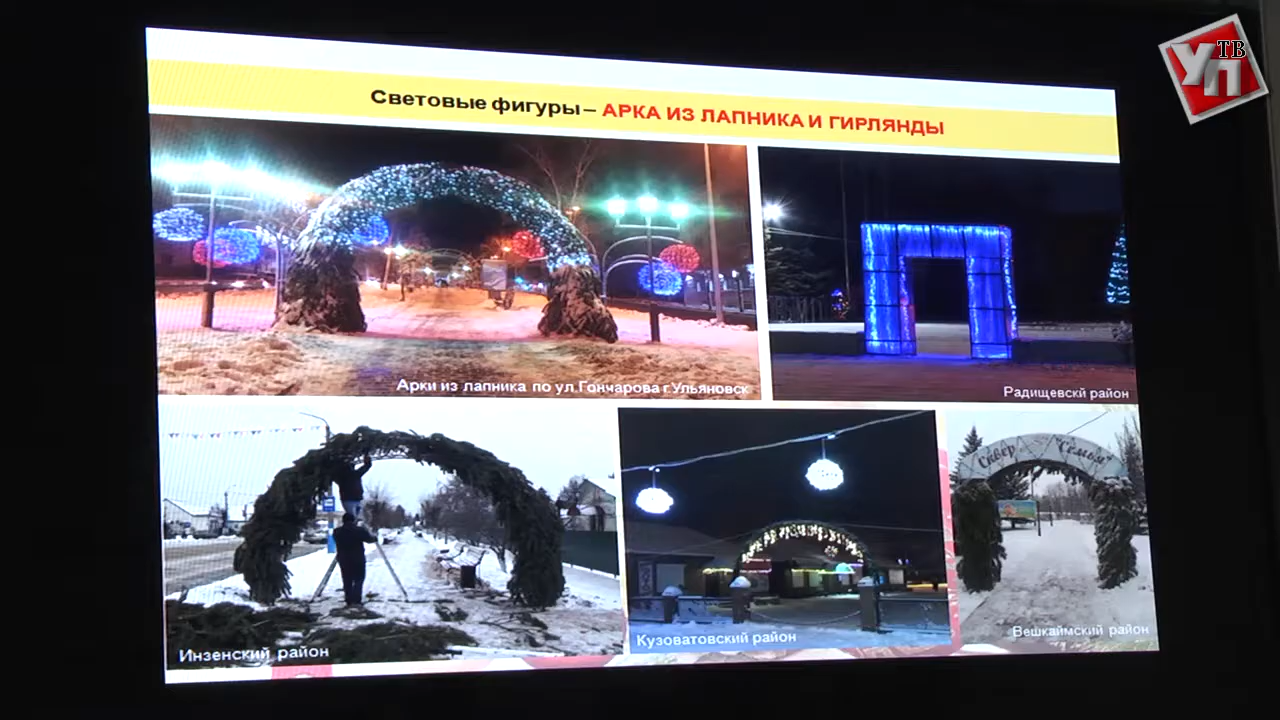 УП ТВ
Световые фигуры – АРКА ИЗ ЛАПНИКА И ГИРЛЯНДЫ
Арки из лапника по ул.Гончарова г.Ульяновск
Радищевскй район
Инзенский район
Кузоватовский район
Сквер "Семья"
Вешкаймский район